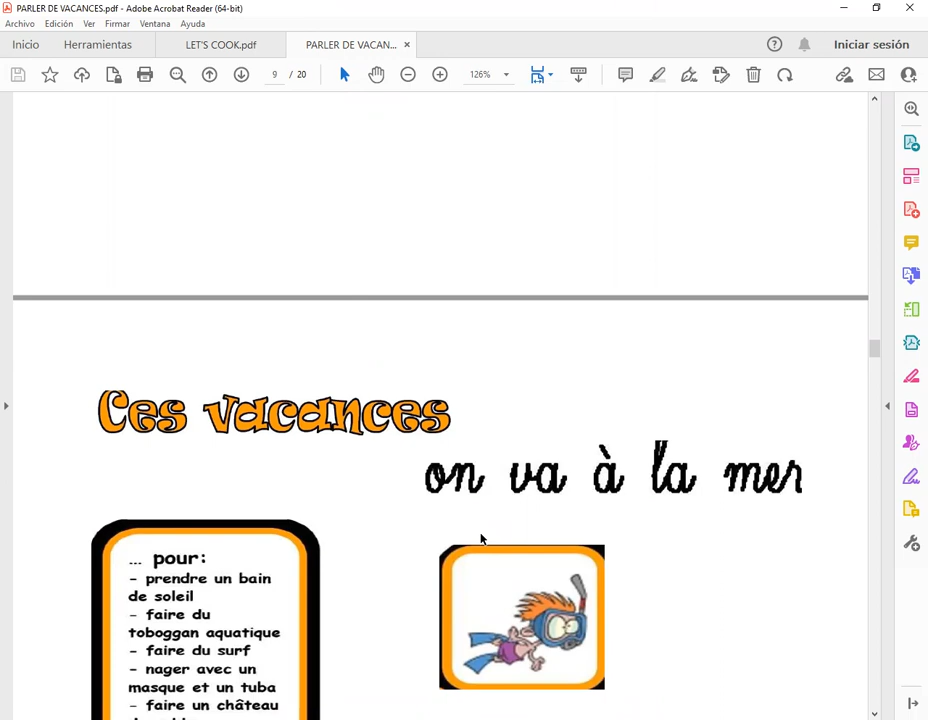 PARLER DE VACANCES.pdf - Adobe Acrobat Reader (64-bit)
Archivo Edición Ver Firmar Ventana Ayuda
Inicio Herramientas LET'S COOK.pdf PARLER DE VACAN... × Iniciar sesión
9 / 20 126%
Ces vacances
on va à la mer
... pour:
- prendre un bain
de soleil
- faire du
toboggan aquatique
- faire du surf
- nager avec un
masque et un tuba
- faire un château